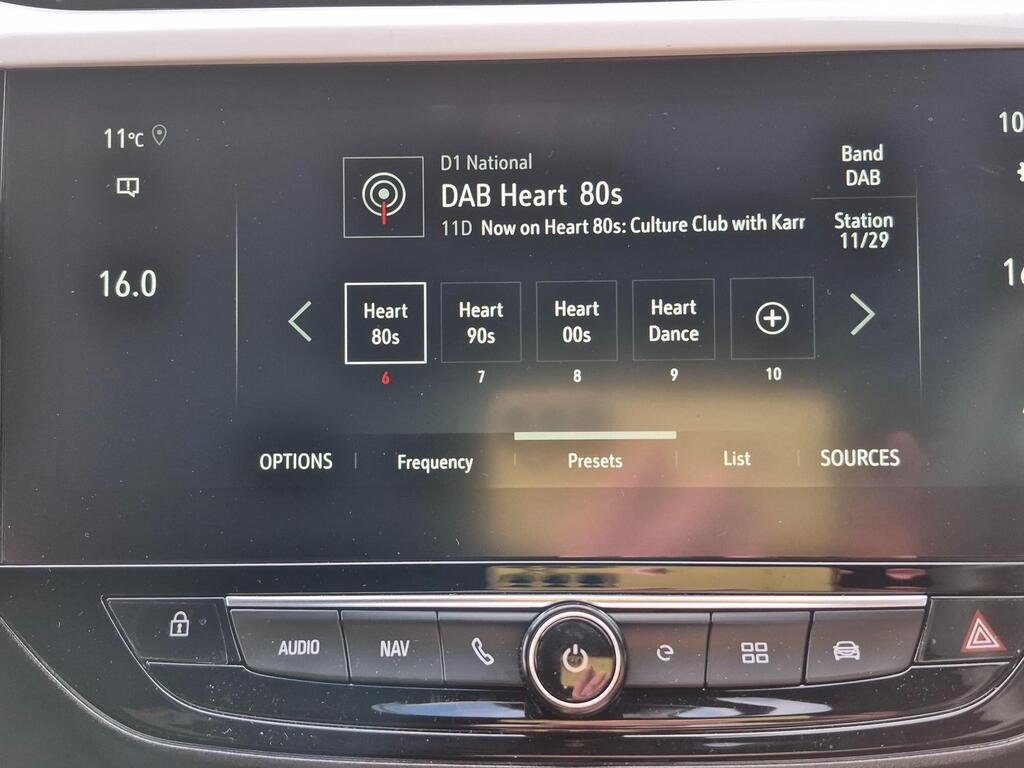 11°C
16.0
D1 National
DAB Heart 80s
11D Now on Heart 80s: Culture Club with Karr
Band
DAB
Station
11/29
10
Heart
80s
Heart
90s
Heart
00s
Heart
Dance
6
7
8
9
10
OPTIONS
Frequency
Presets
List
SOURCES
AUDIO
NAV